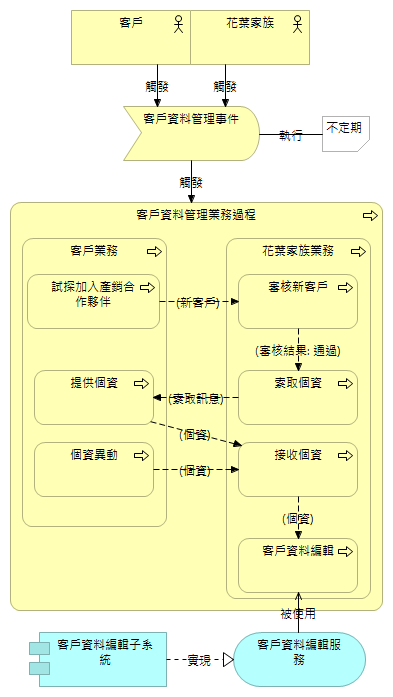 客戶
花葉家族
觸發
觸發
客戶資料管理事件
執行
不定期
觸發
客戶資料管理業務過程
客戶業務
花葉家族業務
試探加入產銷合
作夥伴
(新客戶)
審核新客戶
(審核結果: 通過)
提供個資
(索取訊息)
索取個資
(個資)
個資異動
(個資)
接收個資
(個資)
客戶資料編輯
被使用
客戶資料編輯子系
統
實現
客戶資料編輯服
務